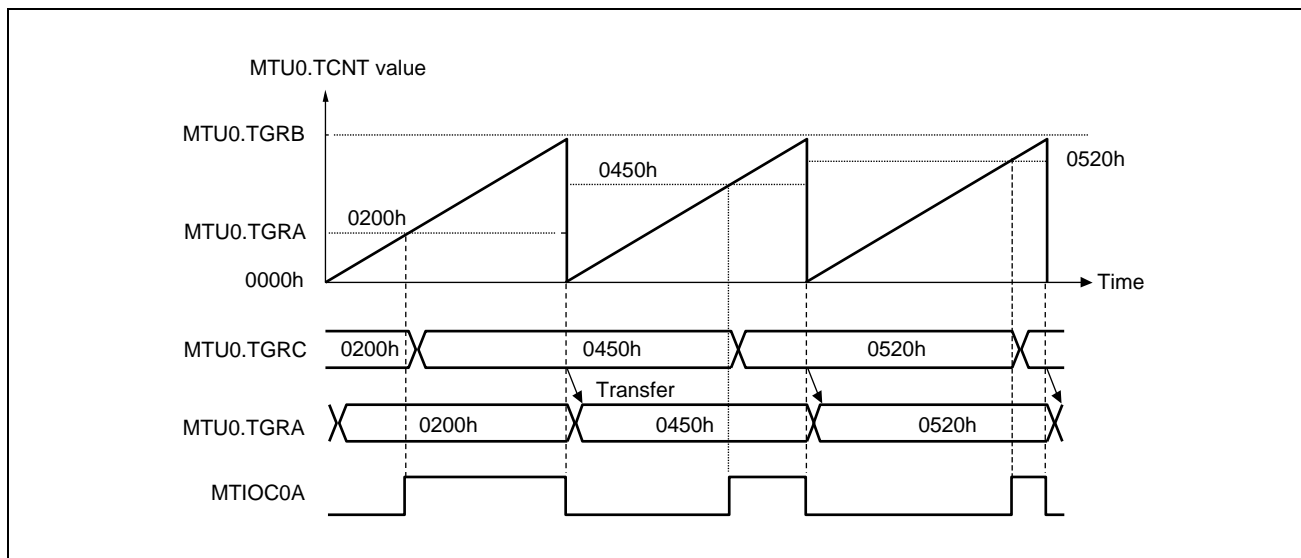 MTU0.TCNT value
MTU0.TGRB
0520h
0450h
0200h
MTU0.TGRA
0000h
Time
MTU0.TGRC 0200h 0450h 0520h
Transfer
MTU0.TGRA 0200h 0450h 0520h
MTIOC0A